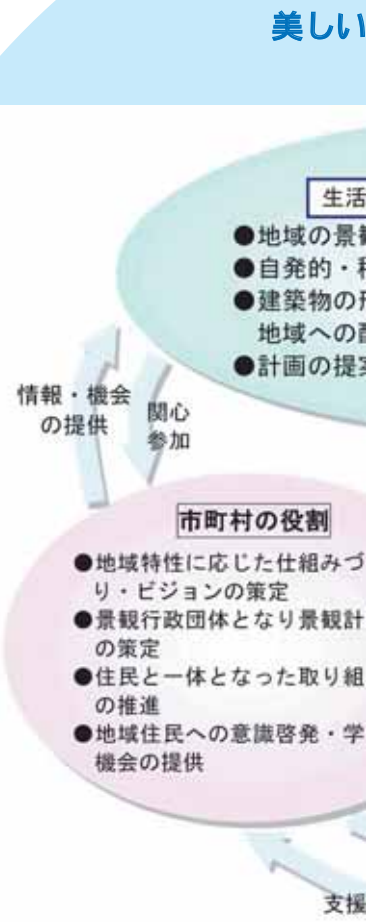 美しい
生活
●地域の景観
●自発的・積
●建築物の形
地域への配
●計画の提案
情報・機会
の提供
関心
参加
市町村の役割
●地域特性に応じた仕組みづ
り・ビジョンの策定
●景観行政団体となり景観計
の策定
●住民と一体となった取り組
の推進
●地域住民への意識啓発・学
機会の提供
支援